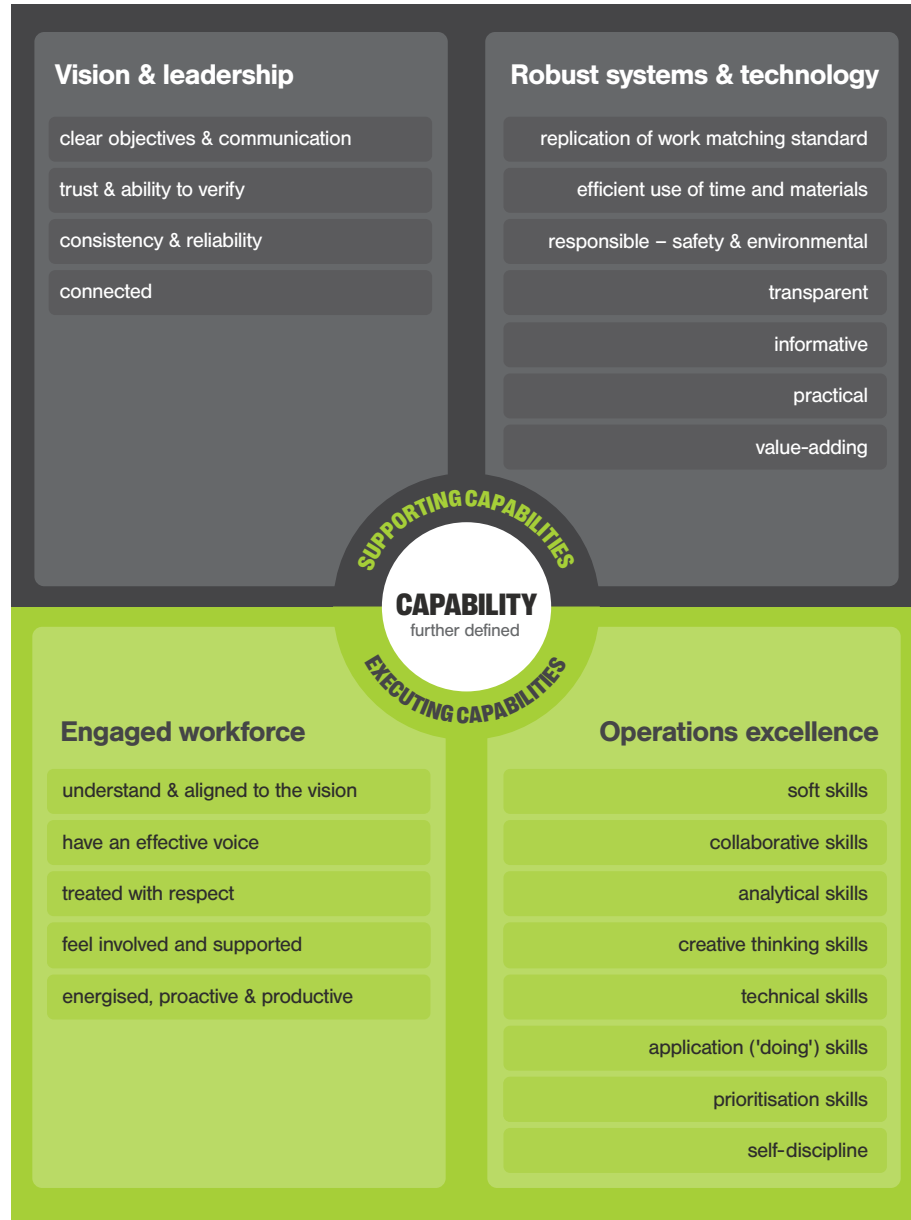 Vision & leadership
clear objectives & communication
trust & ability to verify
consistency & reliability
connected
Robust systems & technology
replication of work matching standard
efficient use of time and materials
responsible – safety & environmental
transparent
informative
practical
value-adding
SUPPORTING CAPABILITIES
CAPABILITY
further defined
EXECUTING CAPABILITIES
Engaged workforce
understand & aligned to the vision
have an effective voice
treated with respect
feel involved and supported
energised, proactive & productive
Operations excellence
soft skills
collaborative skills
analytical skills
creative thinking skills
technical skills
application ('doing') skills
prioritisation skills
self-discipline